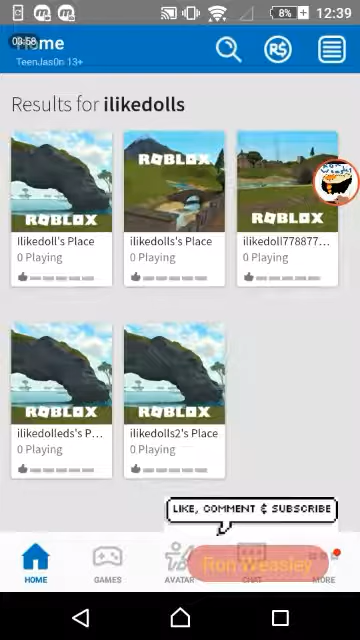 8% 12:39
03:58
Home
TeenJas0n 13+
R$
Results for ilikedolls
ROBLOX
ROBLOX
ROBLOX
Ilikedoll's Place
ilikedolls's Place
ilikedoll778877...
0 Playing
0 Playing
0 Playing
ROBLOX
ROBLOX
ilikedolleds's P...
ilikedolls2's Place
0 Playing
0 Playing
LIKE, COMMENT & SUBSCRIBE
Ron Weasley
HOME
GAMES
AVATAR
CHAT
MORE